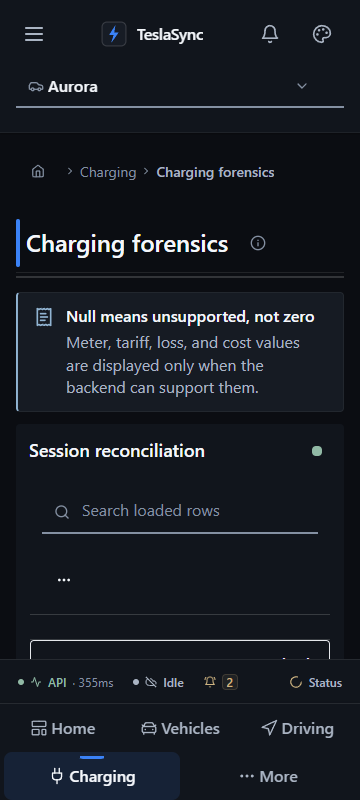 TeslaSync
Aurora
Charging
Charging forensics
Charging forensics
Null means unsupported, not zero
Meter, tariff, loss, and cost values
are displayed only when the
backend can support them.
Session reconciliation
Search loaded rows
...
API · 355ms
Idle
2
Status
Home
Vehicles
Driving
Charging
More